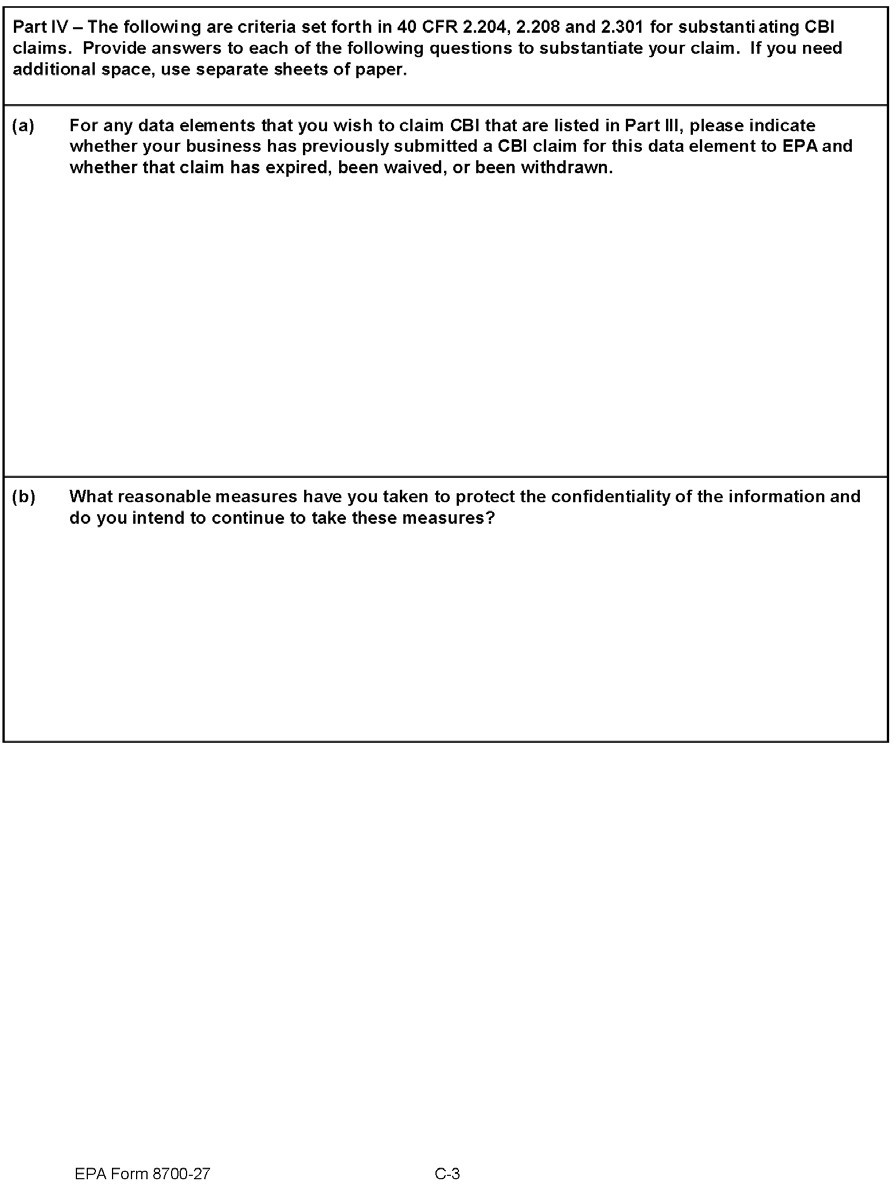 Part IV – The following are criteria set forth in 40 CFR 2.204, 2.208 and 2.301 for substantiating CBI
claims. Provide answers to each of the following questions to substantiate your claim. If you need
additional space, use separate sheets of paper.
(a) For any data elements that you wish to claim CBI that are listed in Part III, please indicate
whether your business has previously submitted a CBI claim for this data element to EPA and
whether that claim has expired, been waived, or been withdrawn.
(b) What reasonable measures have you taken to protect the confidentiality of the information and
do you intend to continue to take these measures?
EPA Form 8700-27 C-3